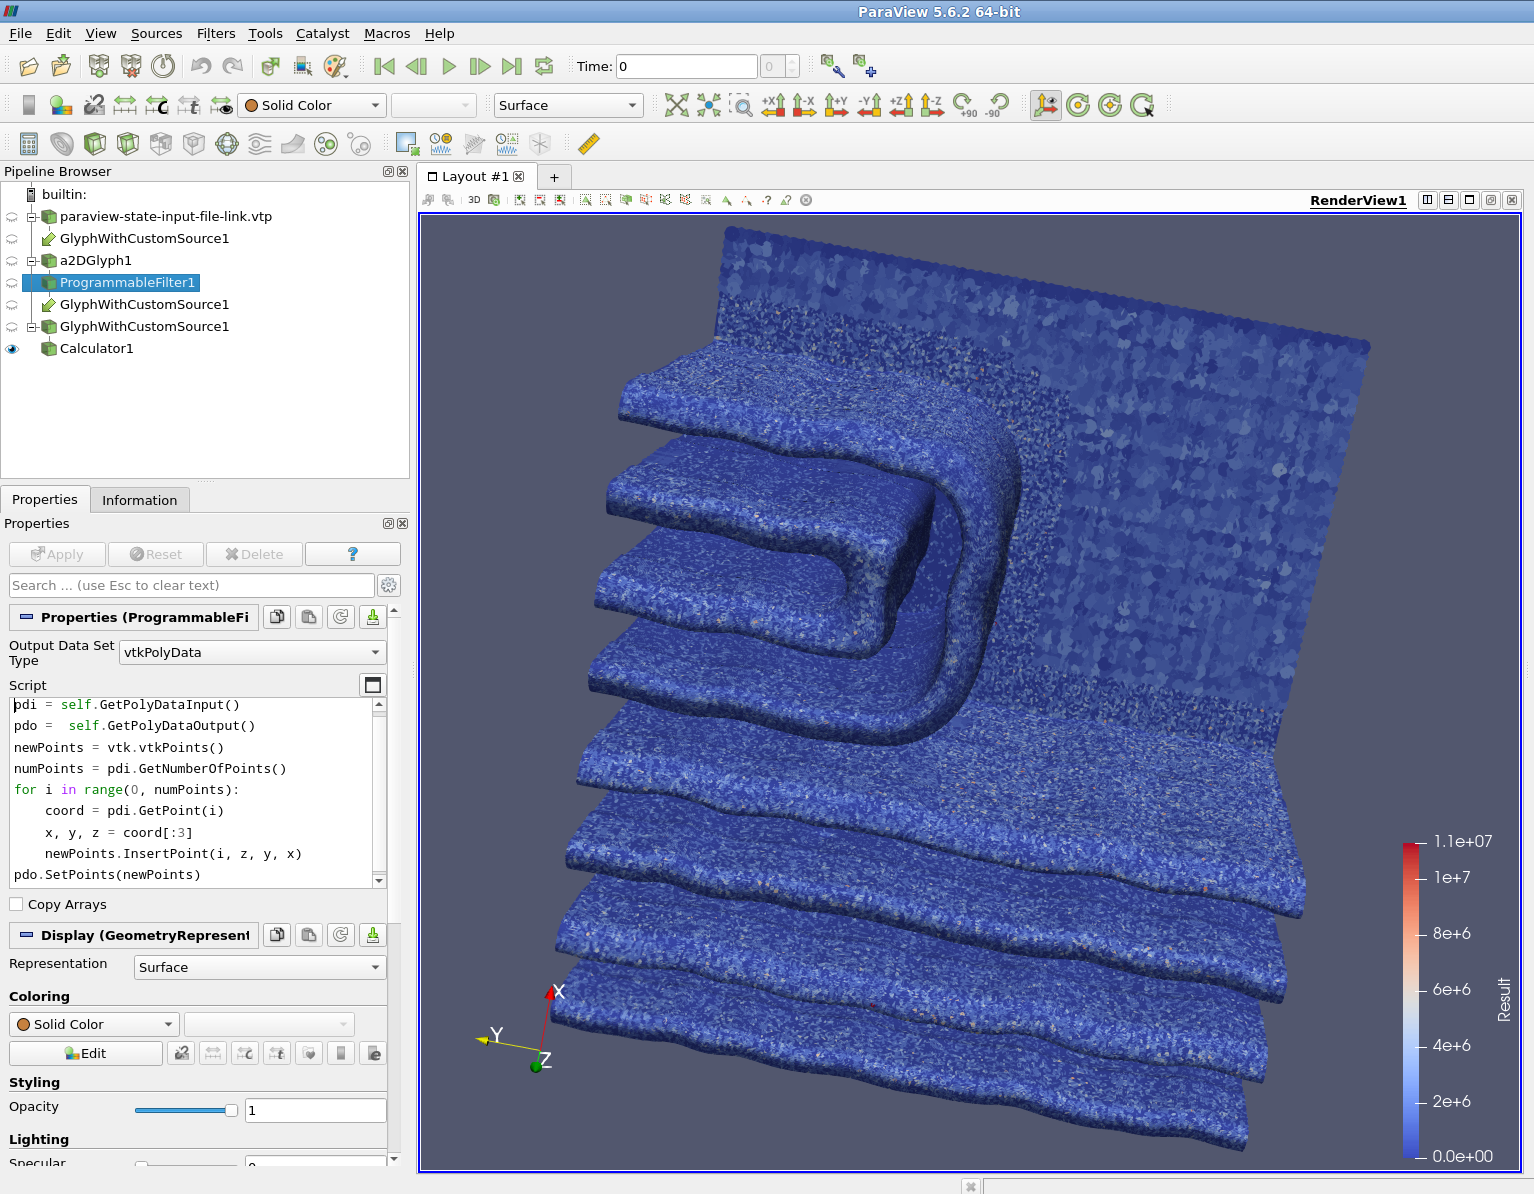 ParaView 5.6.2 64-bit
File Edit View Sources Filters Tools Catalyst Macros Help
Time: 0 0
Solid Color Surface +X -X +Y -Y +Z -Z +90 -90
Pipeline Browser
Layout #1 +
3D RenderView1
builtin:
paraview-state-input-file-link.vtp
GlyphWithCustomSource1
a2DGlyph1
ProgrammableFilter1
GlyphWithCustomSource1
GlyphWithCustomSource1
Calculator1
Properties Information
Properties
Apply Reset Delete ?
Search ... (use Esc to clear text)
Properties (ProgrammableFi
Output Data Set
Type vtkPolyData
Script
pdi = self.GetPolyDataInput()
pdo =  self.GetPolyDataOutput()
newPoints = vtk.vtkPoints()
numPoints = pdi.GetNumberOfPoints()
for i in range(0, numPoints):
    coord = pdi.GetPoint(i)
    x, y, z = coord[:3]
    newPoints.InsertPoint(i, z, y, x)
pdo.SetPoints(newPoints)
Copy Arrays
Display (GeometryRepresent
Representation Surface
Coloring
Solid Color
Edit
Styling
Opacity 1
Lighting
Specular 0
X
Y
Z
1.1e+07
1e+7
8e+6
6e+6
4e+6
2e+6
0.0e+00
Result